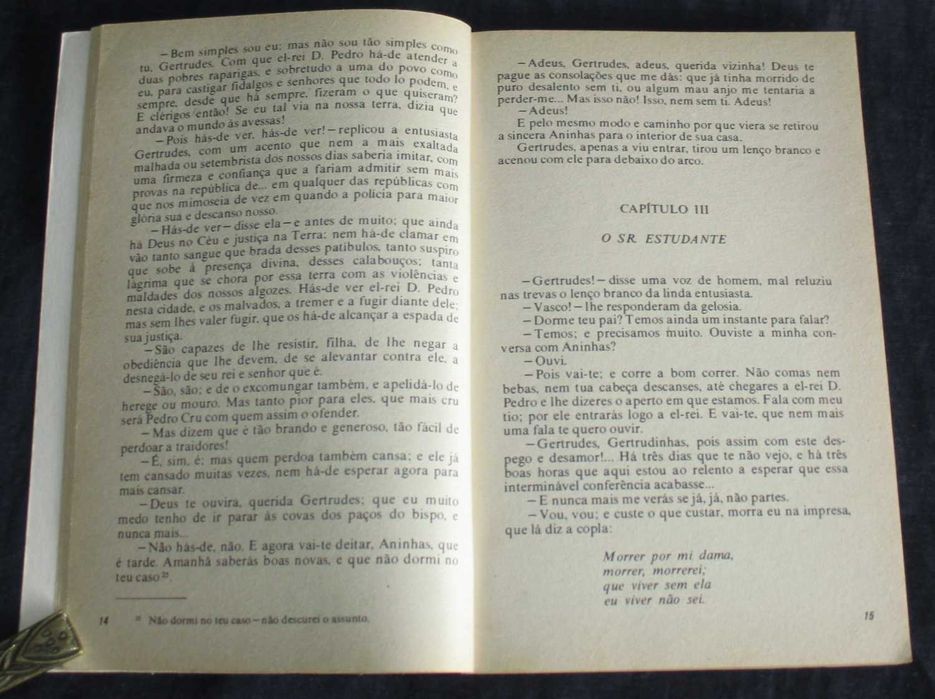 —Bem simples sou eu; mas não sou tão simples como
tu, Gertrudes. Com que el-rei D. Pedro há-de atender a
duas pobres raparigas, e sobretudo a uma do povo como
eu, para castigar fidalgos e senhores que todo lo podem, e
sempre, desde que há sempre, fizeram o que quiseram?
E clérigos então! Se eu tal via na nossa terra, dizia que
andava o mundo às avessas!
—Pois hás-de ver, hás-de ver!—replicou a entusiasta
Gertrudes, com um acento que nem a mais exaltada
malhada ou setembrista dos nossos dias saberia imitar, com
uma firmeza e confiança que a fariam admitir sem mais
provas na república de... em qualquer das repúblicas com
que nos mimoseia de vez em quando a polícia para maior
glória sua e descanso nosso.
—Hás-de ver—disse ela—e antes de muito; que ainda
há Deus no Céu e justiça na Terra; nem há-de clamar em
vão tanto sangue que brada desses patíbulos, tanto suspiro
que sobe à presença divina, desses calabouços; tanta
lágrima que se chora por essa terra com as violências e
maldades dos nossos algozes. Hás-de ver el-rei D. Pedro
nesta cidade, e os malvados, a tremer e a fugir diante dele;
mas sem lhes valer fugir, que os há-de alcançar a espada de
sua justiça.
—São capazes de lhe resistir, filha, de lhe negar a
obediência que lhe devem, de se alevantar contra ele, a
desnegá-lo de seu rei e senhor que é.
—São, são; e de o excomungar também, e apelidá-lo de
herege ou mouro. Mas tanto pior para eles, que mais cru
será Pedro Cru com quem assim o ofender.
—Mas dizem que é tão brando e generoso, tão fácil de
perdoar a traidores!
—É, sim, é; mas quem perdoa também cansa; e ele já
tem cansado muitas vezes, nem há-de esperar agora para
mais cansar.
—Deus te ouvira, querida Gertrudes; que eu muito
medo tenho de ir parar às covas dos paços do bispo, e
nunca mais...
—Não hás-de, não. E agora vai-te deitar, Aninhas, que
é tarde. Amanhã saberás boas novas, e que não dormi no
teu caso²⁵.
²⁵ Não dormi no teu caso—não descurei o assunto.
14
—Adeus, Gertrudes, adeus, querida vizinha! Deus te
pague as consolações que me dás: que já tinha morrido de
puro desalento sem ti, ou algum mau anjo me tentaria a
perder-me... Mas isso não! Isso, nem sem ti. Adeus!
—Adeus!
E pelo mesmo modo e caminho por que viera se retirou
a sincera Aninhas para o interior de sua casa.
Gertrudes, apenas a viu entrar, tirou um lenço branco e
acenou com ele para debaixo do arco.
CAPÍTULO III
O SR. ESTUDANTE
—Gertrudes!—disse uma voz de homem, mal reluziu
nas trevas o lenço branco da linda entusiasta.
—Vasco!—lhe responderam da gelosia.
—Dorme teu pai? Temos ainda um instante para falar?
—Temos; e precisamos muito. Ouviste a minha con-
versa com Aninhas?
—Ouvi.
—Pois vai-te; e corre a bom correr. Não comas nem
bebas, nem tua cabeça descanses, até chegares a el-rei D.
Pedro e lhe dizeres o aperto em que estamos. Fala com meu
tio; por ele entrarás logo a el-rei. E vai-te, que nem mais
uma fala te quero ouvir.
—Gertrudes, Gertrudinhas, pois assim com este des-
pego e desamor!... Há três dias que te não vejo, e há três
boas horas que aqui estou ao relento a esperar que essa
interminável conferência acabasse...
—E nunca mais me verás se já, já, não partes.
—Vou, vou; e custe o que custar, morra eu na impresa,
que lá diz a copla:
Morrer por mi dama,
morrer, morrerei;
que viver sem ela
eu viver não sei.
15